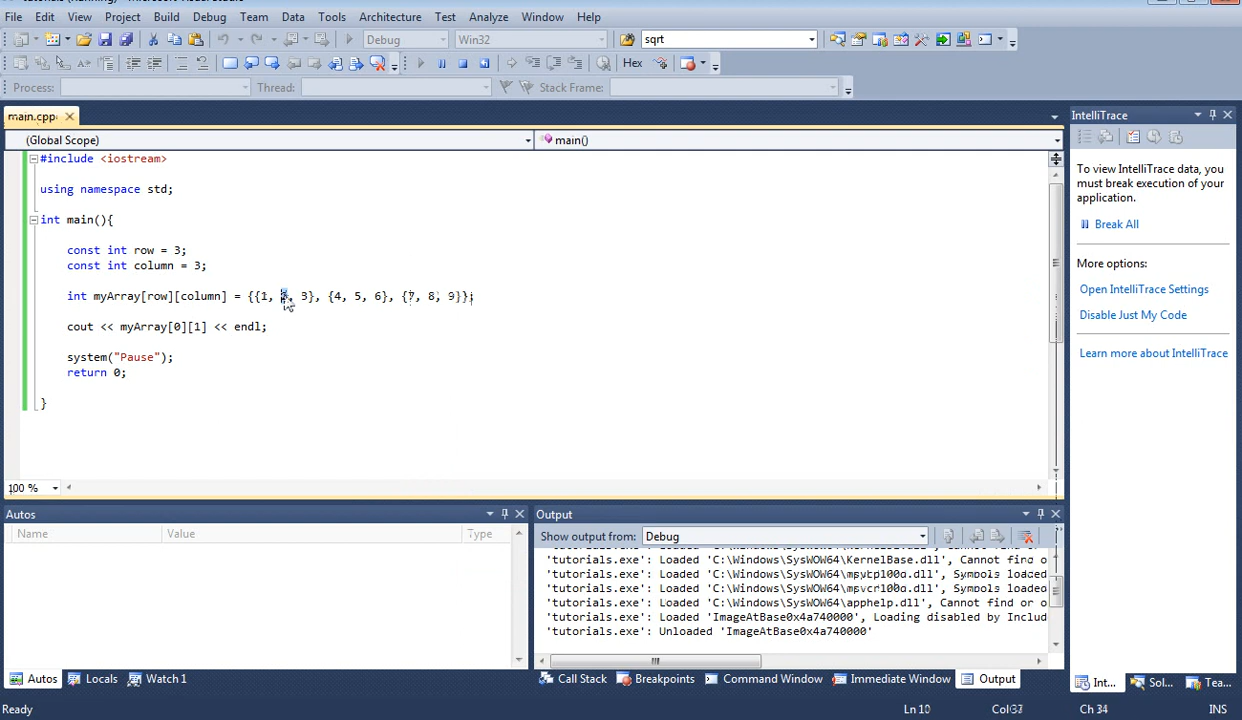 File Edit View Project Build Debug Team Data Tools Architecture Test Analyze Window Help
Debug Win32 sqrt
Hex
Process: Thread: Stack Frame:
main.cpp
IntelliTrace
(Global Scope) main()
#include <iostream>
using namespace std;
int main(){
const int row = 3;
const int column = 3;
int myArray[row][column] = {{1, 2, 3}, {4, 5, 6}, {7, 8, 9}};
cout << myArray[0][1] << endl;
system("Pause");
return 0;
}
To view IntelliTrace data, you
must break execution of your
application.
Break All
More options:
Open IntelliTrace Settings
Disable Just My Code
Learn more about IntelliTrace
100 %
Autos
Name Value Type
Output
Show output from: Debug
'tutorials.exe': Loaded 'C:\Windows\SysWOW64\KernelBase.dll', Cannot find or o
'tutorials.exe': Loaded 'C:\Windows\SysWOW64\msvcp100d.dll', Symbols loaded
'tutorials.exe': Loaded 'C:\Windows\SysWOW64\msvcr100d.dll', Symbols loaded
'tutorials.exe': Loaded 'C:\Windows\SysWOW64\apphelp.dll', Cannot find or o
'tutorials.exe': Loaded 'ImageAtBase0x4a740000', Loading disabled by Includ
'tutorials.exe': Unloaded 'ImageAtBase0x4a740000'
Autos Locals Watch 1
Call Stack Breakpoints Command Window Immediate Window Output
Int... Sol... Tea...
Ready Ln 10 Col 37 Ch 34 INS